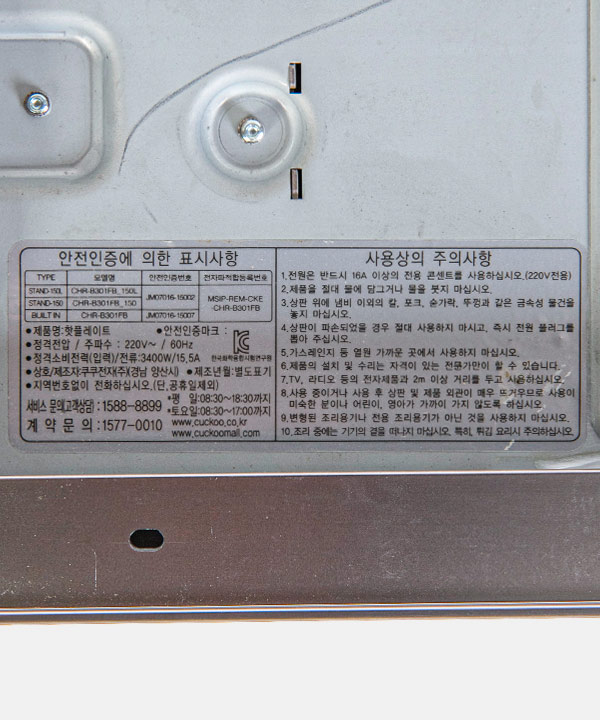 안전인증에 의한 표시사항
TYPE 모델명 안전인증번호 전자파적합등록번호
STAND-150L CHR-B301FB_150L JM07016-15002 MSIP-REM-CKE
STAND-150 CHR-B301FB_150 -CHR-B301FB
BUILT IN CHR-B301FB JM07016-15007
●제품명:핫플레이트 ●안전인증마크 :
●정격전압 / 주파수 : 220V~ / 60Hz
●정격소비전력(입력)/전류:3400W/15,5A 한국화학융합시험연구원
●상호/제조자:쿠쿠전자(주)(경남 양산시) ●제조년월:별도표기
●지역번호없이 전화하십시오.(단,공휴일제외)
서비스 문의(고객상담) :1588-8899 *평 일:08:30~18:30까지
*토요일:08:30~17:00까지
계 약 문 의 :1577-0010 www.cuckoo.co.kr
www.cuckoomall.com
사용상의 주의사항
1.전원은 반드시 16A 이상의 전용 콘센트를 사용하십시오.(220V전용)
2.제품을 절대 물에 담그거나 물을 붓지 마십시오.
3.상판 위에 냄비 이외의 칼, 포크, 숟가락, 뚜껑과 같은 금속성 물건을
놓지 마십시오.
4.상판이 파손되었을 경우 절대 사용하지 마시고, 즉시 전원 플러그를
뽑아 주십시오.
5.가스레인지 등 열원 가까운 곳에서 사용하지 마십시오.
6.제품의 설치 및 수리는 자격이 있는 전문가만이 할 수 있습니다.
7.TV, 라디오 등의 전자제품과 2m 이상 거리를 두고 사용하십시오.
8.사용 중이거나 사용 후 상판 및 제품 외관이 매우 뜨거우므로 사용이
미숙한 분이나 어린이, 영아가 가까이 가지 않도록 하십시오.
9.변형된 조리용기나 전용 조리용기가 아닌 것을 사용하지 마십시오.
10.조리 중에는 기기의 곁을 떠나지 마십시오. 특히, 튀김 요리시 주의하십시오.